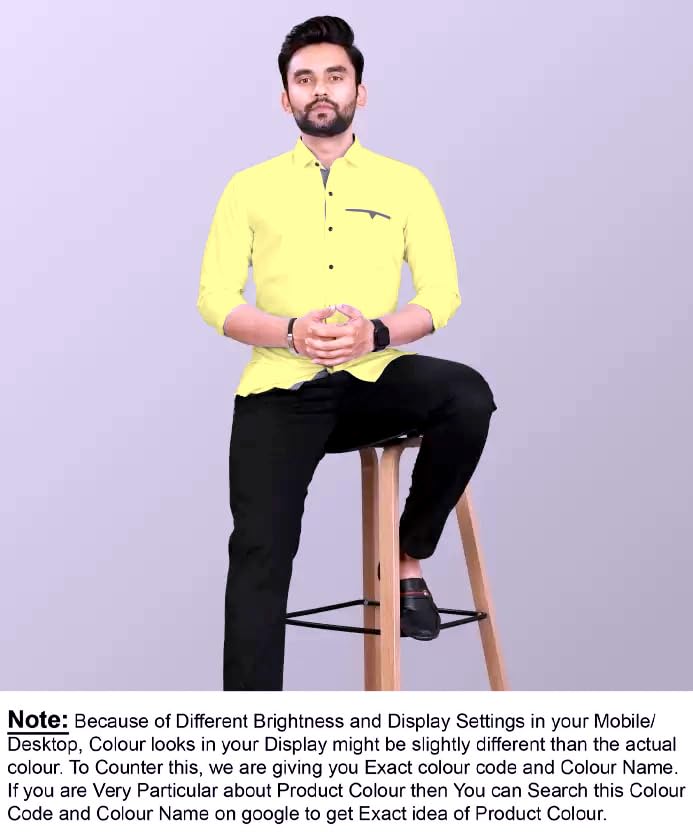 Note: Because of Different Brightness and Display Settings in your Mobile/
Desktop, Colour looks in your Display might be slightly different than the actual
colour. To Counter this, we are giving you Exact colour code and Colour Name.
If you are Very Particular about Product Colour then You can Search this Colour
Code and Colour Name on google to get Exact idea of Product Colour.